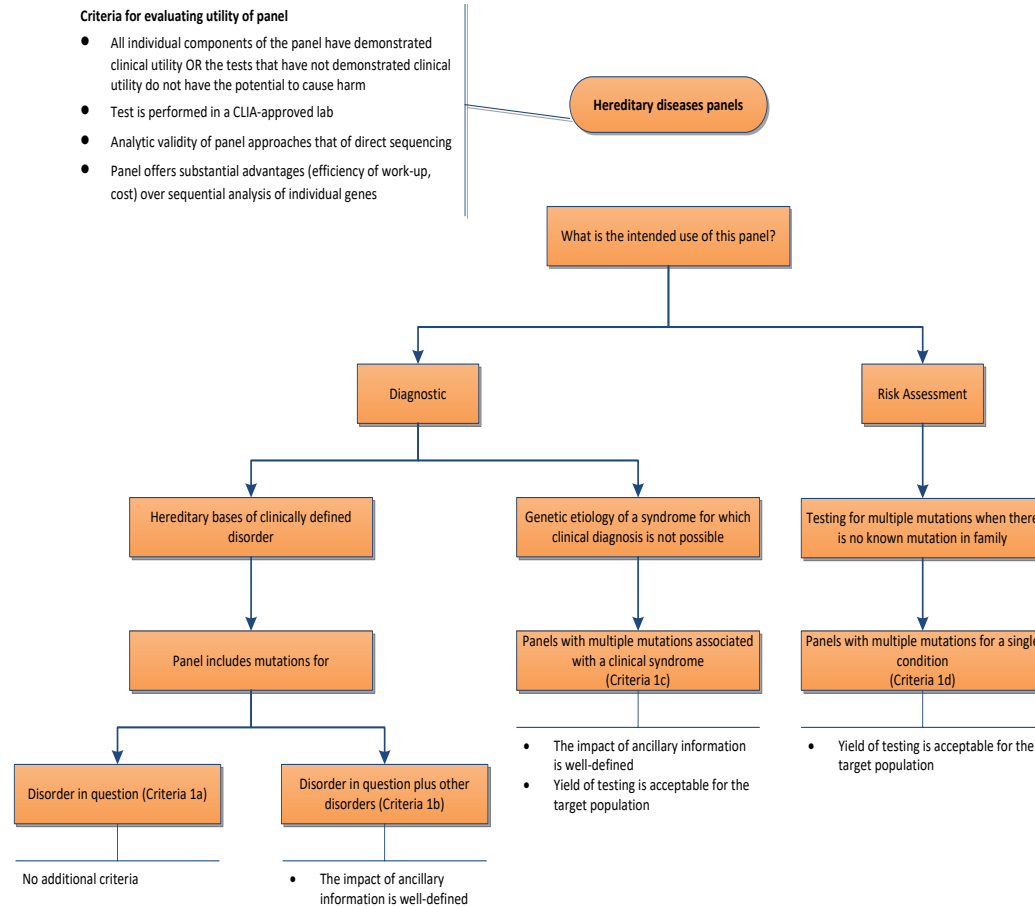 Criteria for evaluating utility of panel
● All individual components of the panel have demonstrated
clinical utility OR the tests that have not demonstrated clinical
utility do not have the potential to cause harm
● Test is performed in a CLIA-approved lab
● Analytic validity of panel approaches that of direct sequencing
● Panel offers substantial advantages (efficiency of work-up,
cost) over sequential analysis of individual genes
Hereditary diseases panels
What is the intended use of this panel?
Diagnostic
Risk Assessment
Hereditary bases of clinically defined
disorder
Genetic etiology of a syndrome for which
clinical diagnosis is not possible
Testing for multiple mutations when there
is no known mutation in family
Panel includes mutations for
Panels with multiple mutations associated
with a clinical syndrome
(Criteria 1c)
Panels with multiple mutations for a single
condition
(Criteria 1d)
● The impact of ancillary information
is well-defined
● Yield of testing is acceptable for the
target population
● Yield of testing is acceptable for the
target population
Disorder in question (Criteria 1a)
Disorder in question plus other
disorders (Criteria 1b)
No additional criteria
● The impact of ancillary
information is well-defined